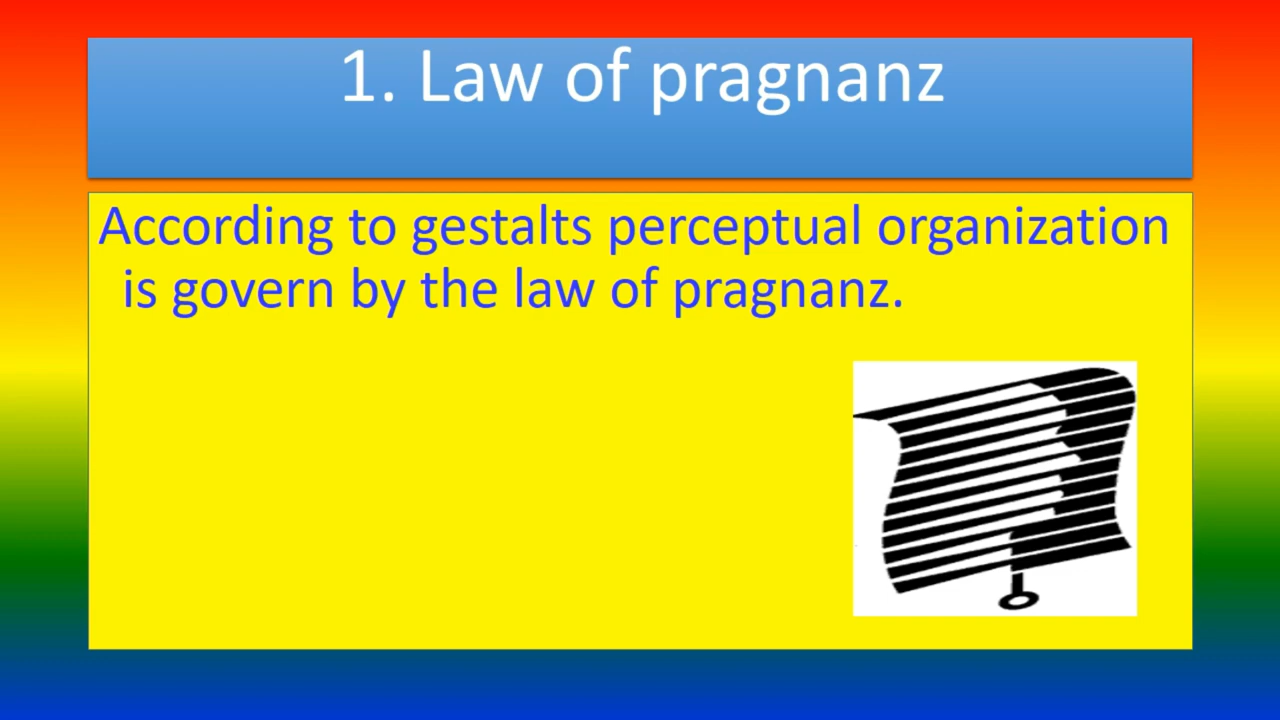 1. Law of pragnanz
According to gestalts perceptual organization
is govern by the law of pragnanz.